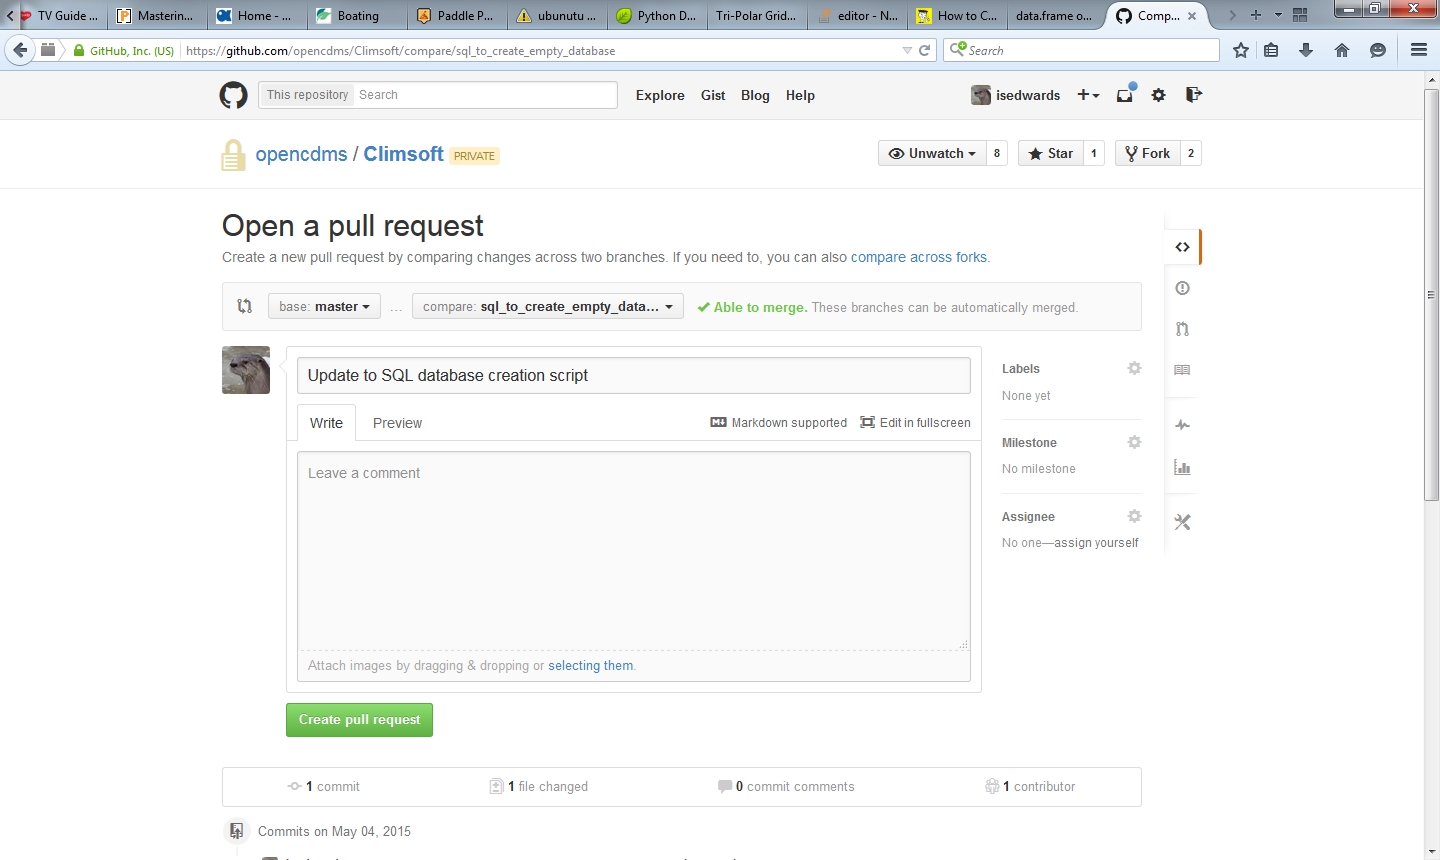 TV Guide ...
Masterin...
Home - ...
Boating
Paddle P...
ubunutu ...
Python D...
Tri-Polar Grid...
editor - N...
How to C...
data.frame o...
Comp...
GitHub, Inc. (US)
https://github.com/opencdms/Climsoft/compare/sql_to_create_empty_database
Search
This repository
Search
Explore
Gist
Blog
Help
isedwards
opencdms / Climsoft PRIVATE
Unwatch 8
Star 1
Fork 2
Open a pull request
Create a new pull request by comparing changes across two branches. If you need to, you can also compare across forks.
base: master
...
compare: sql_to_create_empty_data...
Able to merge. These branches can be automatically merged.
Update to SQL database creation script
Write
Preview
Markdown supported
Edit in fullscreen
Leave a comment
Attach images by dragging & dropping or selecting them.
Labels
None yet
Milestone
No milestone
Assignee
No one—assign yourself
Create pull request
1 commit
1 file changed
0 commit comments
1 contributor
Commits on May 04, 2015